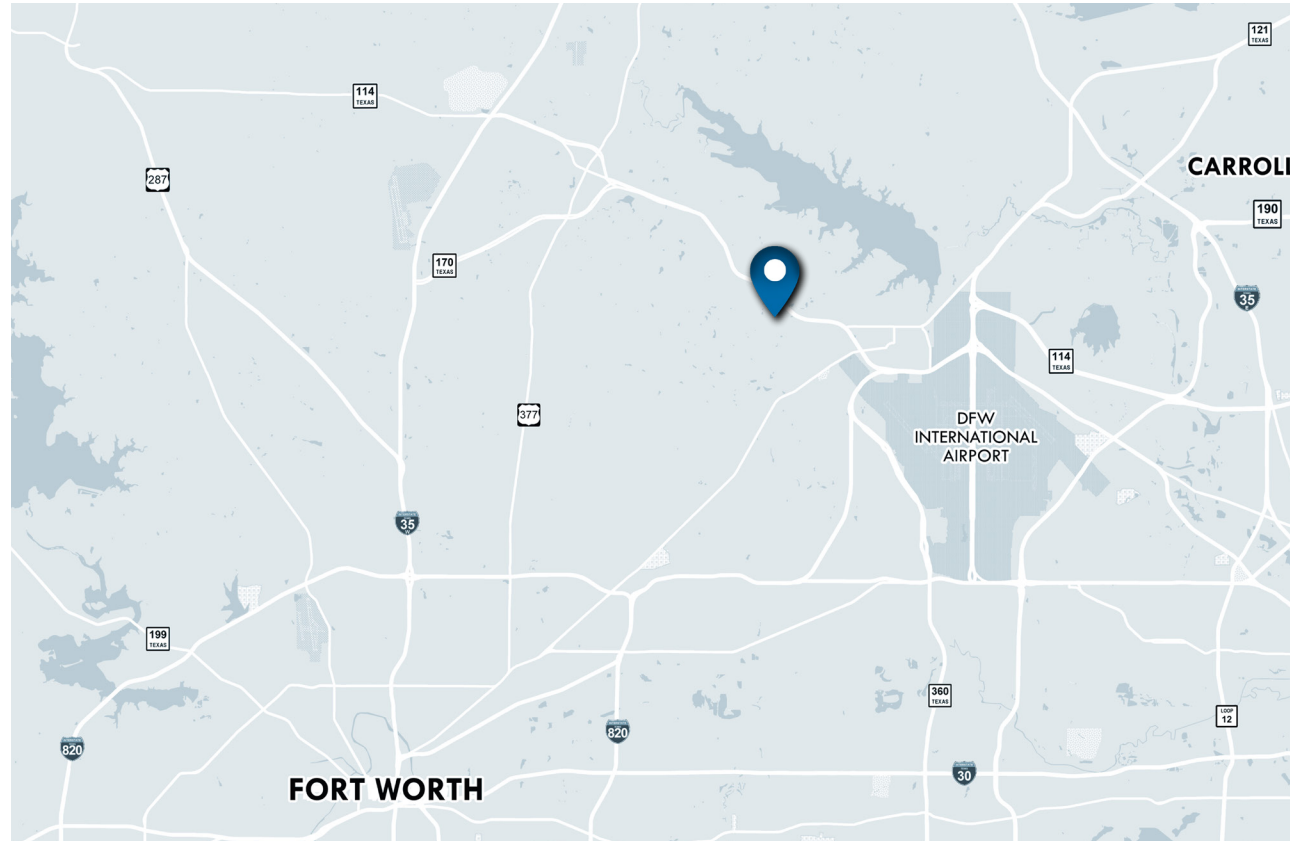 121
TEXAS
114
TEXAS
CARROLL
287
190
TEXAS
170
TEXAS
35
114
TEXAS
377
DFW
INTERNATIONAL
AIRPORT
35
199
TEXAS
360
TEXAS
LOOP
12
820
820
30
FORT WORTH